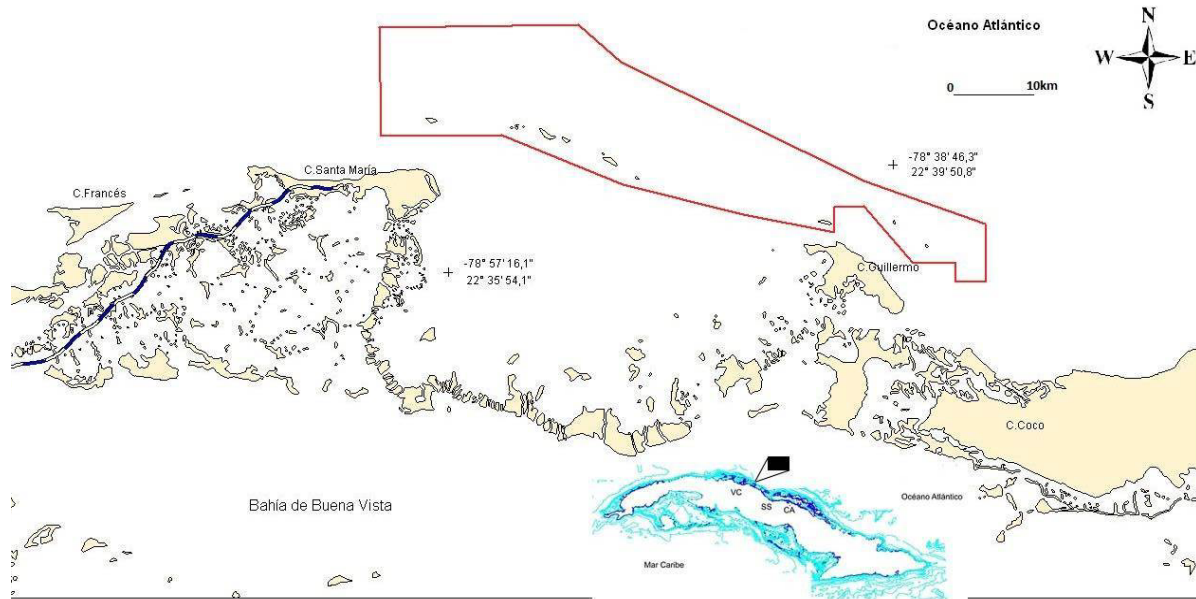 Océano Atlántico
N
W E
S
0 10km
-78° 38' 46,3"
22° 39' 50,8"
C.Santa María
C.Francés
-78° 57' 16,1"
22° 35' 54,1"
C.Guillermo
C.Coco
Bahía de Buena Vista
VC
SS
CA
Océano Atlántico
Mar Caribe